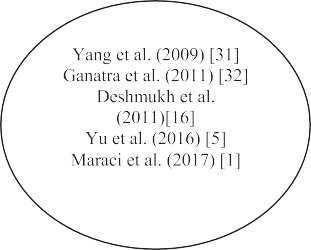 Yang et al. (2009) [31]
Ganatra et al. (2011) [32]
Deshmukh et al.
(2011)[16]
Yu et al. (2016) [5]
Maraci et al. (2017) [1]